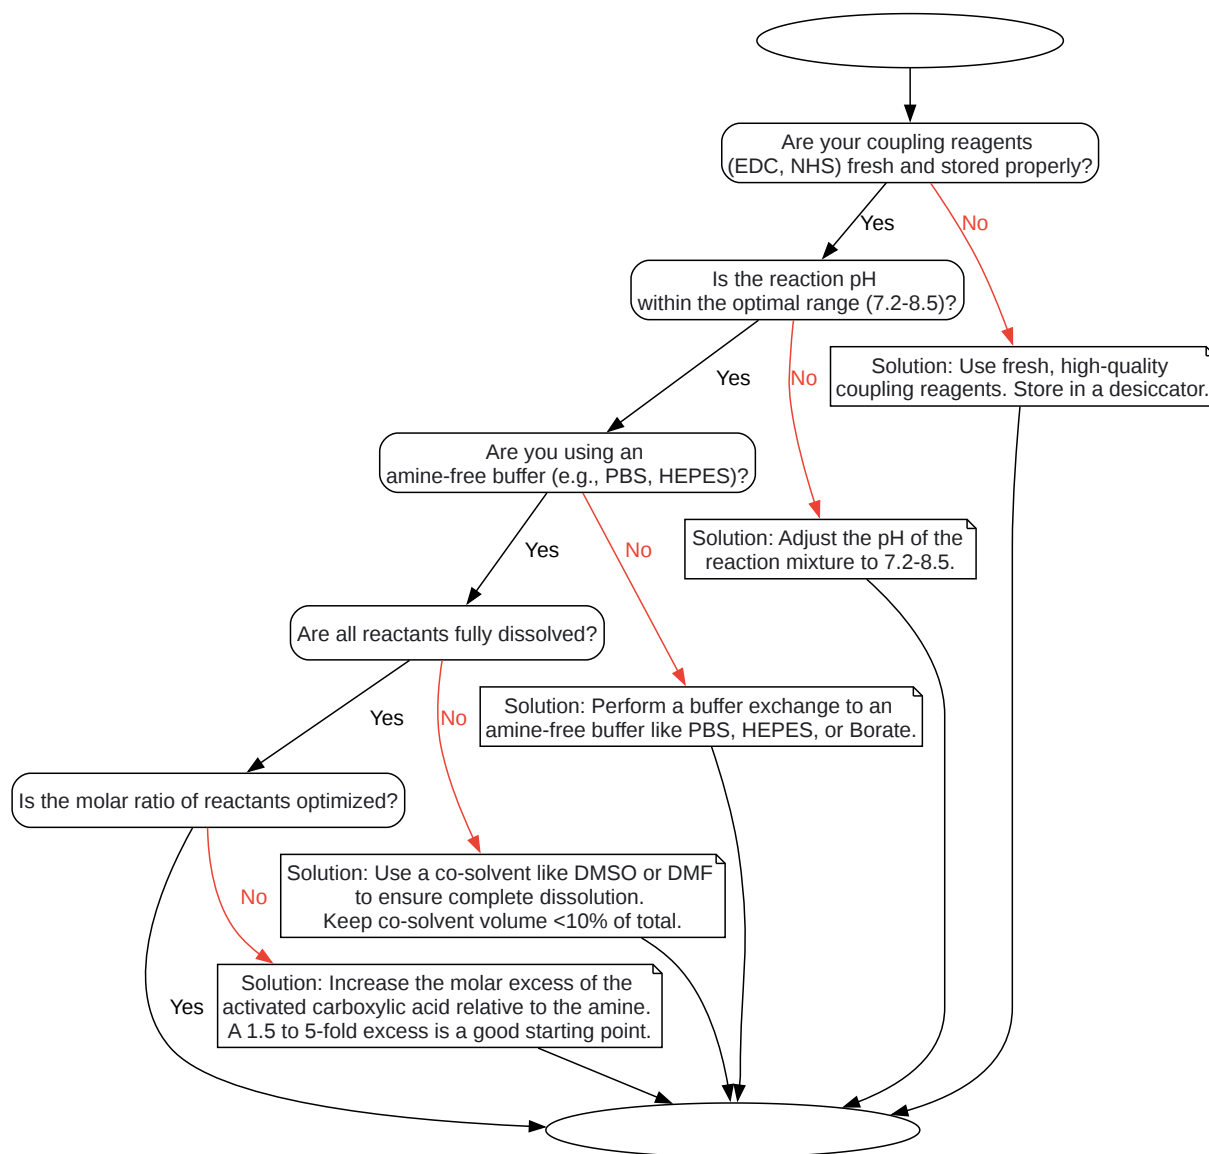 Are your coupling reagents
(EDC, NHS) fresh and stored properly?
Yes
No
Is the reaction pH
within the optimal range (7.2-8.5)?
Yes
No
Solution: Use fresh, high-quality
coupling reagents. Store in a desiccator.
Are you using an
amine-free buffer (e.g., PBS, HEPES)?
Yes
No
Solution: Adjust the pH of the
reaction mixture to 7.2-8.5.
Are all reactants fully dissolved?
Yes
No
Solution: Perform a buffer exchange to an
amine-free buffer like PBS, HEPES, or Borate.
Is the molar ratio of reactants optimized?
No
Solution: Use a co-solvent like DMSO or DMF
to ensure complete dissolution.
Keep co-solvent volume <10% of total.
Yes
Solution: Increase the molar excess of the
activated carboxylic acid relative to the amine.
A 1.5 to 5-fold excess is a good starting point.